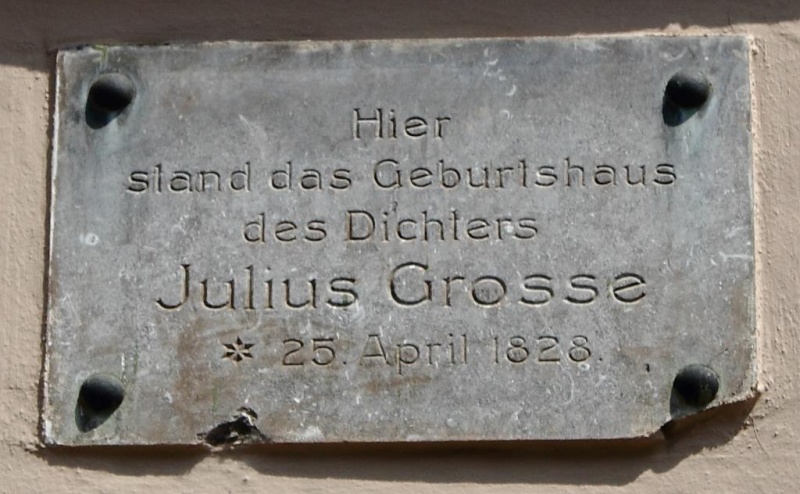 Hier
stand das Geburtshaus
des Dichters
Julius Grosse
* 25. April 1828.